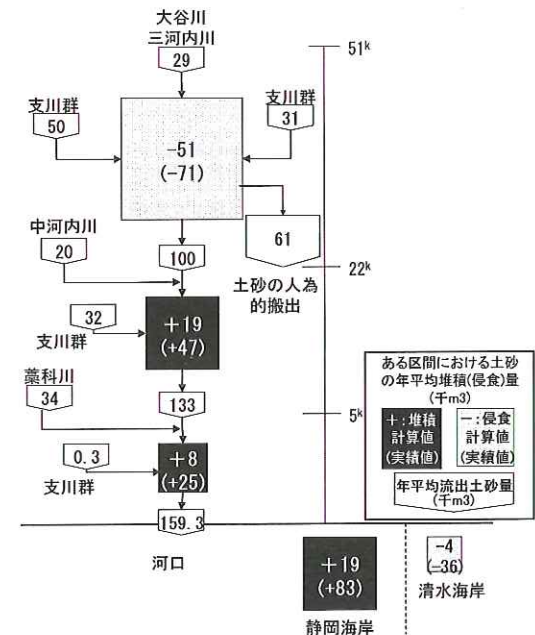 大谷川
三河内川
29
51k
支川群
50
支川群
31
-51
(-71)
61
中河内川
20
100
土砂の人為
的搬出
22k
32
支川群
+19
(+47)
藁科川
34
133
5k
0.3
支川群
+8
(+25)
159.3
河口
ある区間における土砂
の年平均堆積(侵食)量
(千m3)
+:堆積
計算値
(実績値)
-:侵食
計算値
(実績値)
年平均流出土砂量
(千m3)
+19
(+83)
静岡海岸
-4
(=36)
清水海岸